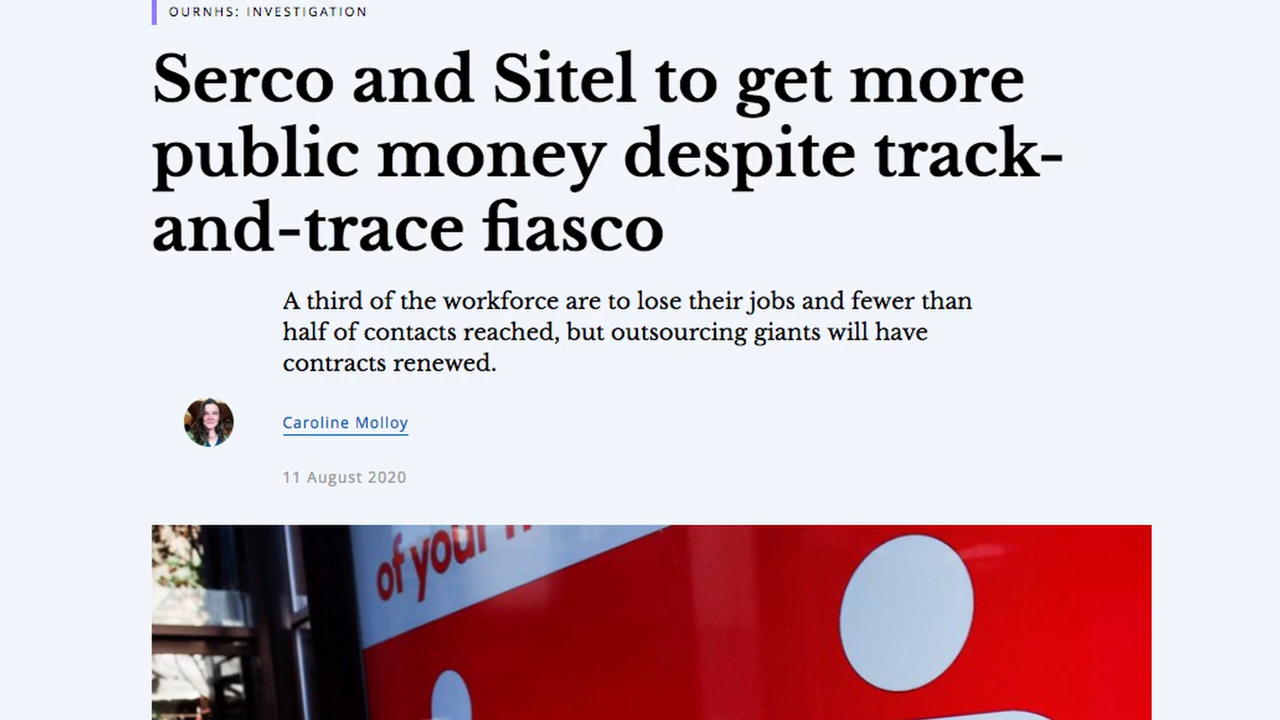 OURNHS: INVESTIGATION
Serco and Sitel to get more
public money despite track-
and-trace fiasco
A third of the workforce are to lose their jobs and fewer than
half of contacts reached, but outsourcing giants will have
contracts renewed.
Caroline Molloy
11 August 2020
of your